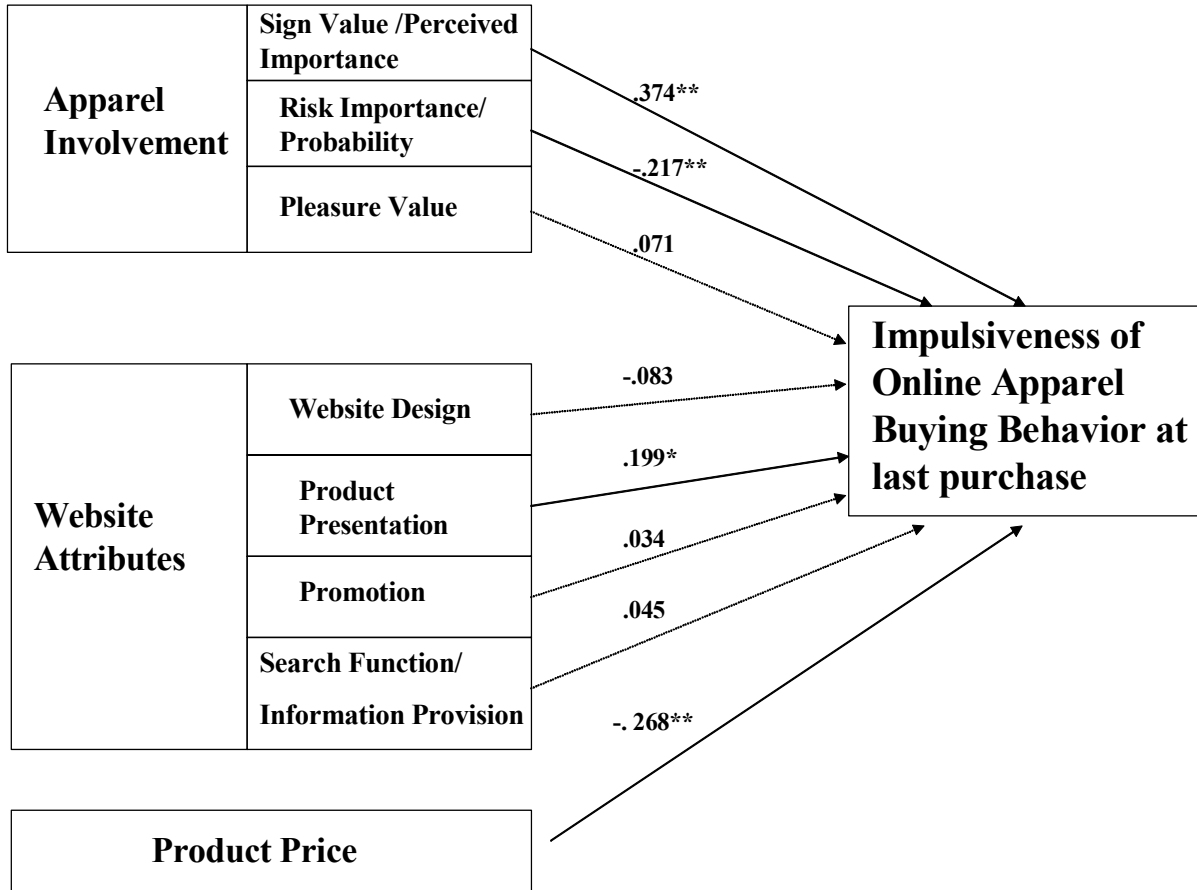 Apparel
Involvement
Sign Value /Perceived
Importance
Risk Importance/
Probability
Pleasure Value
.374**
-.217**
.071
Website
Attributes
Website Design
Product
Presentation
Promotion
Search Function/
Information Provision
-.083
.199*
.034
.045
Product Price
-. 268**
Impulsiveness of
Online Apparel
Buying Behavior at
last purchase